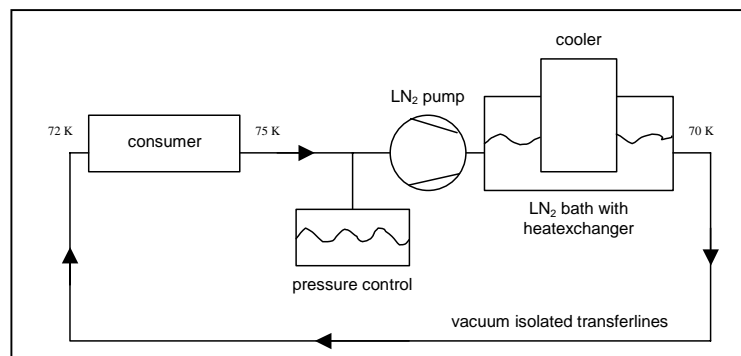 cooler
LN₂ pump
72 K
consumer
75 K
70 K
LN₂ bath with
heatexchanger
pressure control
vacuum isolated transferlines